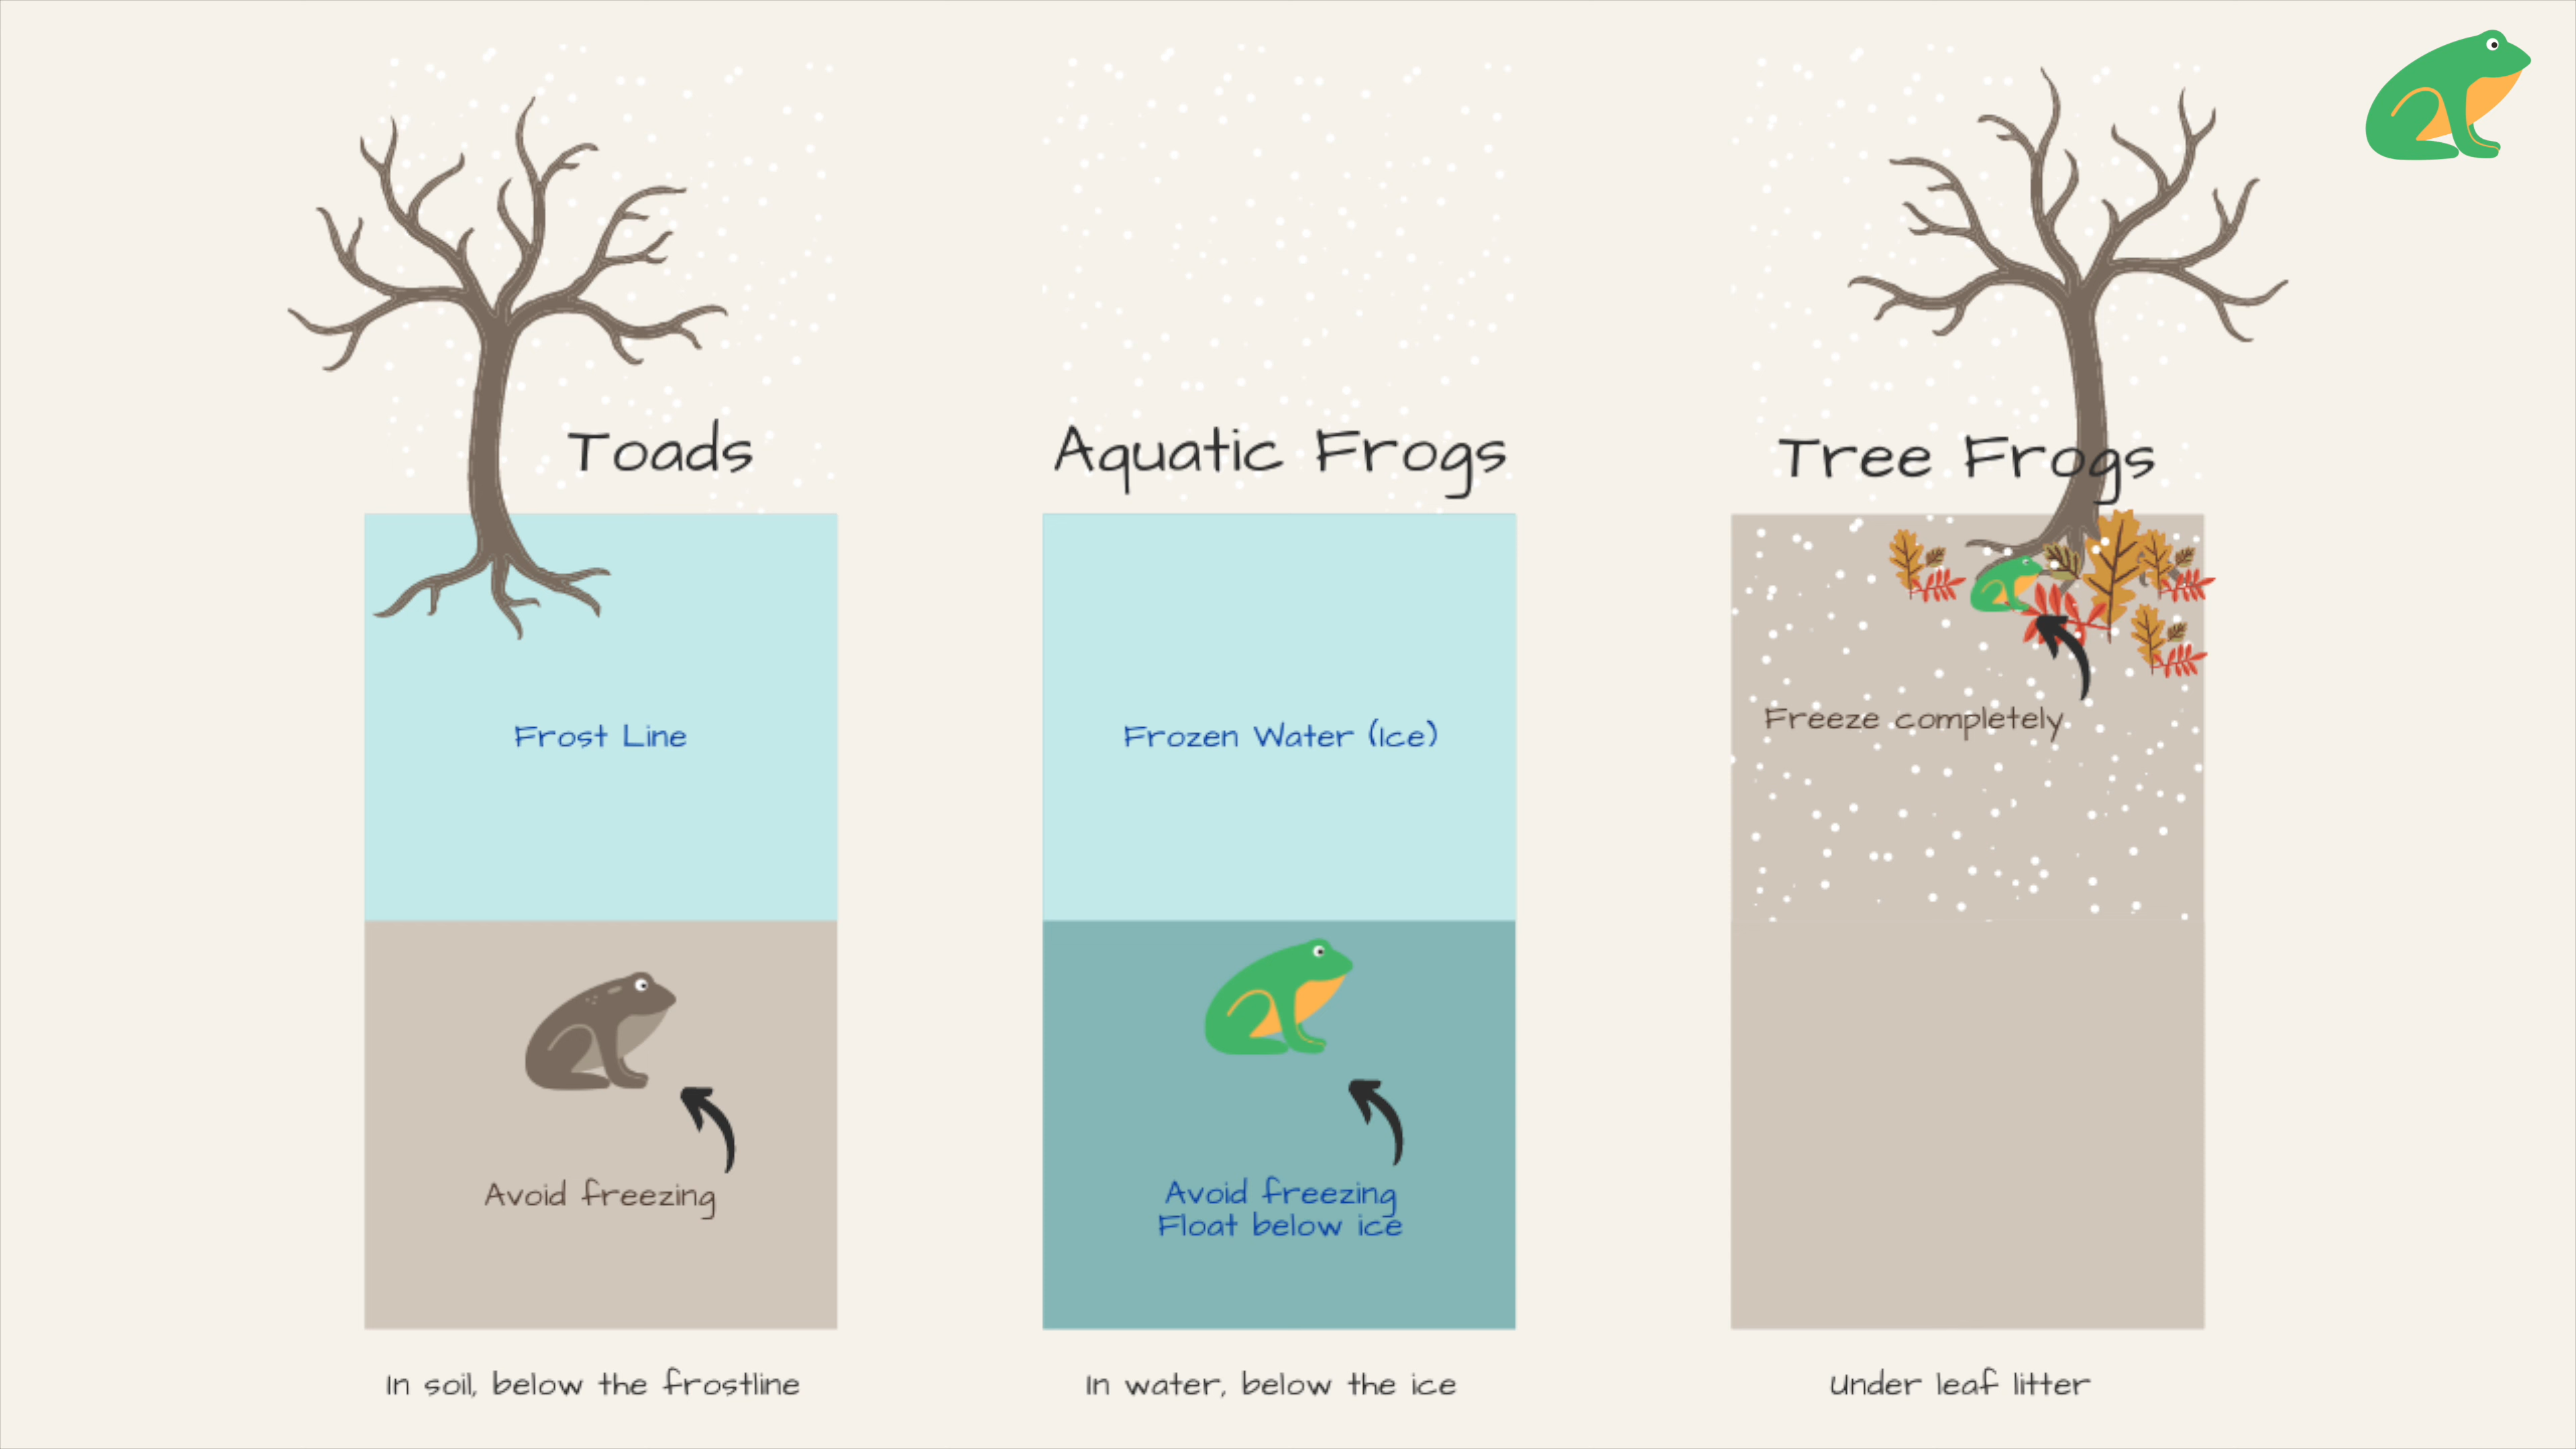 Toads
Aquatic Frogs
Tree Frogs
Frost Line
Frozen Water (Ice)
Freeze completely
Avoid freezing
Avoid freezing
Float below ice
In soil, below the frostline
In water, below the ice
Under leaf litter